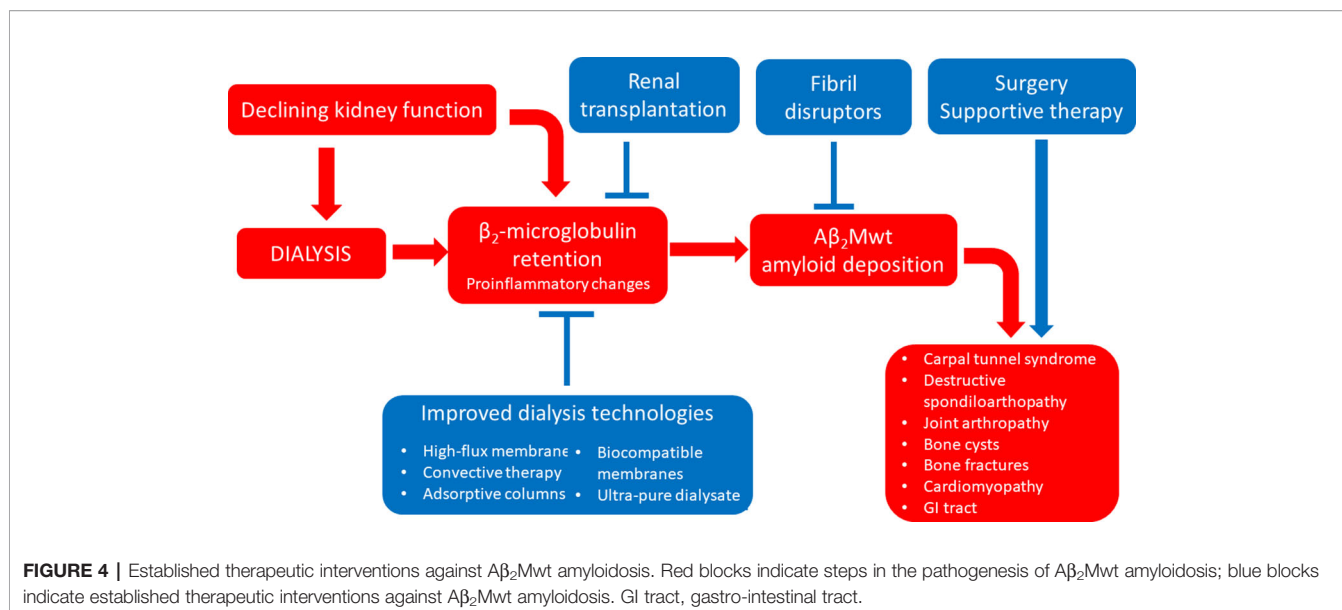 Declining kidney function
Renal
transplantation
Fibril
disruptors
Surgery
Supportive therapy
DIALYSIS
β₂-microglobulin
retention
Proinflammatory changes
Aβ₂Mwt
amyloid deposition
Improved dialysis technologies
• High-flux membrane
• Convective therapy
• Adsorptive columns
• Biocompatible
membranes
• Ultra-pure dialysate
• Carpal tunnel syndrome
• Destructive
spondiloarthopathy
• Joint arthropathy
• Bone cysts
• Bone fractures
• Cardiomyopathy
• GI tract
FIGURE 4 | Established therapeutic interventions against Aβ₂Mwt amyloidosis. Red blocks indicate steps in the pathogenesis of Aβ₂Mwt amyloidosis; blue blocks
indicate established therapeutic interventions against Aβ₂Mwt amyloidosis. GI tract, gastro-intestinal tract.